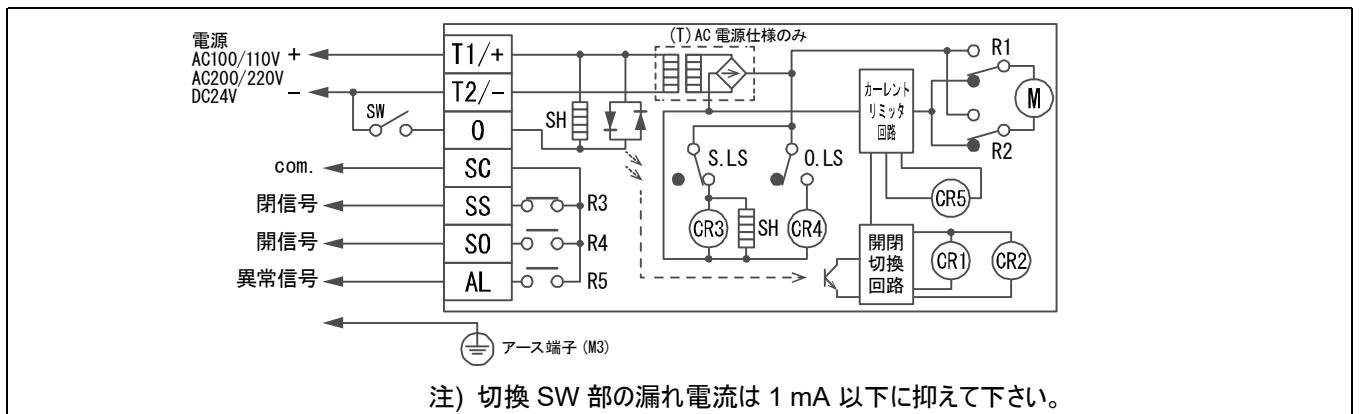 電源
AC100/110V +
AC200/220V
DC24V −
SW
com.
閉信号
開信号
異常信号
T1/+
T2/-
O
SC
SS
SO
AL
R3
R4
R5
アース端子 (M3)
(T) AC 電源仕様のみ
SH
S.LS
O.LS
CR3
SH
CR4
カーレント
リミッタ
回路
R1
M
R2
CR5
開閉
切換
回路
CR1
CR2
注) 切換 SW 部の漏れ電流は 1 mA 以下に抑えて下さい。